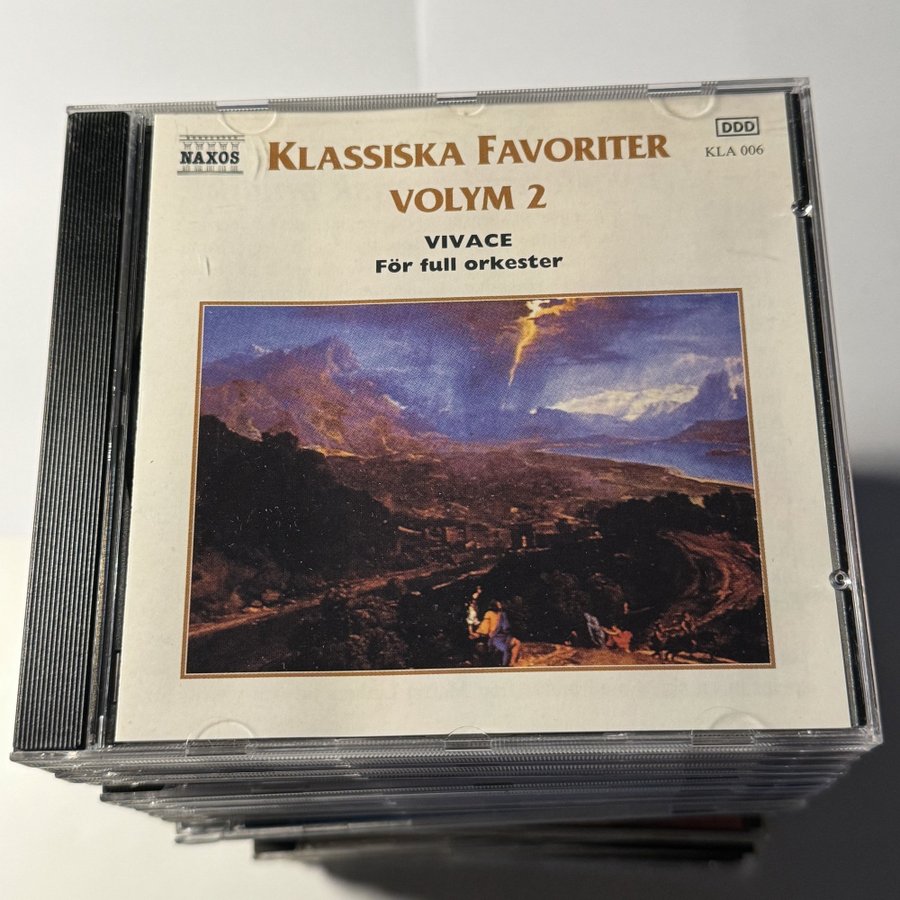 NAXOS
KLASSISKA FAVORITER
VOLYM 2
DDD
KLA 006
VIVACE
För full orkester